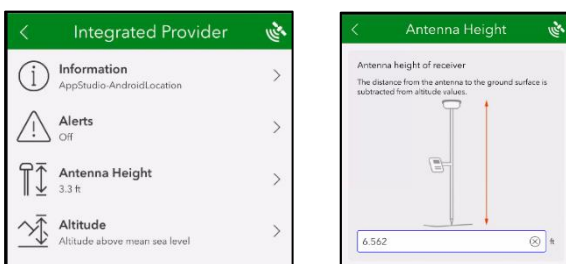 Integrated Provider
Information
AppStudio-AndroidLocation
Alerts
Off
Antenna Height
3.3 ft
Altitude
Altitude above mean sea level
Antenna Height
Antenna height of receiver
The distance from the antenna to the ground surface is
subtracted from altitude values.
6.562
ft